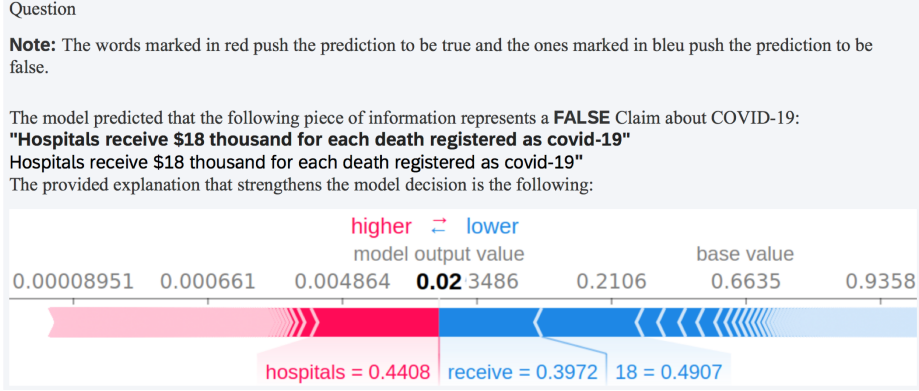 Question
Note: The words marked in red push the prediction to be true and the ones marked in bleu push the prediction to be
false.
The model predicted that the following piece of information represents a FALSE Claim about COVID-19:
"Hospitals receive $18 thousand for each death registered as covid-19"
Hospitals receive $18 thousand for each death registered as covid-19"
The provided explanation that strengthens the model decision is the following:
higher ⇄ lower
model output value base value
0.00008951 0.000661 0.004864 0.02 3486 0.2106 0.6635 0.9358
hospitals = 0.4408 receive = 0.3972 18 = 0.4907